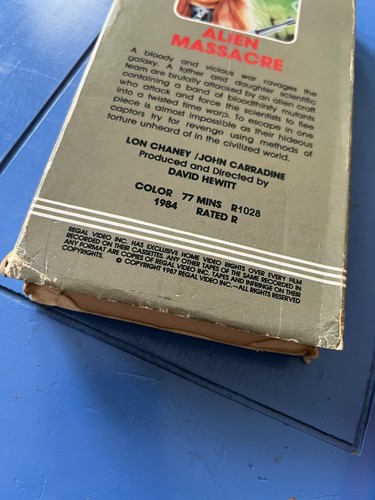 ALIEN
MASSACRE
A bloody and vicious war ravages the
galaxy. A father and daughter scientific
team are brutally attacked by an alien craft
containing a band of bloodthirsty mutants
who attack and force the scientists to flee
into a twisted time warp. To escape in one
piece is almost impossible as their hideous
captors try for revenge using methods of
torture unheard of in the civilized world.
LON CHANEY / JOHN CARRADINE
Produced and Directed by
DAVID HEWITT
COLOR 77 MINS R1028
1984 RATED R
REGAL VIDEO INC. HAS EXCLUSIVE HOME VIDEO RIGHTS OVER EVERY FILM
RECORDED ON THEIR CASSETTES. ANY OTHER TAPES OF THE SAME RECORDED IN
ANY FORMAT ARE COPIES OF REGAL VIDEO INC. TAPES AND INFRINGE ON THEIR
COPYRIGHTS. © COPYRIGHT 1987 REGAL VIDEO INC.—ALL RIGHTS RESERVED